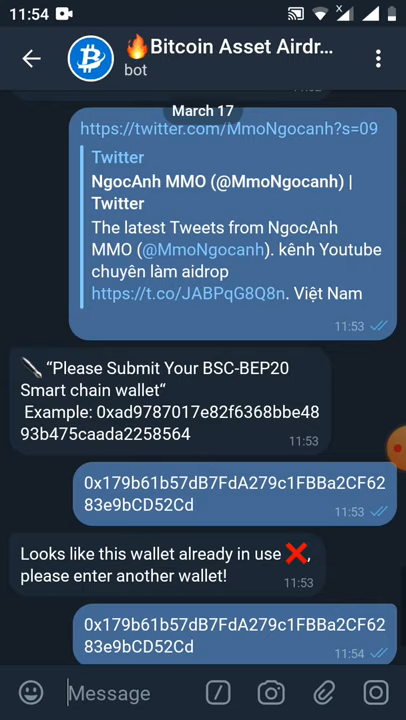 11:54
🔥Bitcoin Asset Airdr...
bot
March 17
https://twitter.com/MmoNgocanh?s=09
Twitter
NgocAnh MMO (@MmoNgocanh) |
Twitter
The latest Tweets from NgocAnh
MMO (@MmoNgocanh). kênh Youtube
chuyên làm aidrop
https://t.co/JABPqG8Q8n. Việt Nam
11:53
“Please Submit Your BSC-BEP20
Smart chain wallet“
Example: 0xad9787017e82f6368bbe48
93b475caada2258564
11:53
0x179b61b57dB7FdA279c1FBBa2CF62
83e9bCD52Cd
11:53
Looks like this wallet already in use ❌,
please enter another wallet!
11:53
0x179b61b57dB7FdA279c1FBBa2CF62
83e9bCD52Cd
11:54
Message